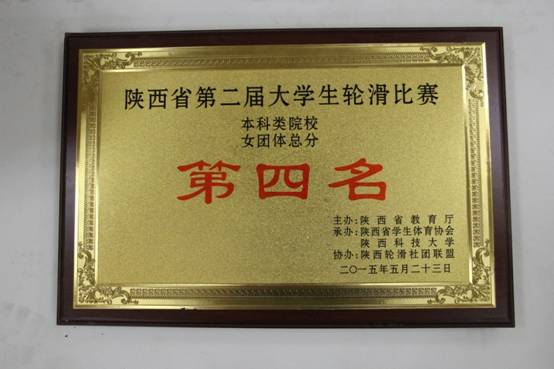 陕西省第二届大学生轮滑比赛
本科类院校
女团体总分
第四名
主办:陕西省教育厅
承办:陕西省学生体育协会
陕西科技大学
协办:陕西轮滑社团联盟
二〇一五年五月二十三日